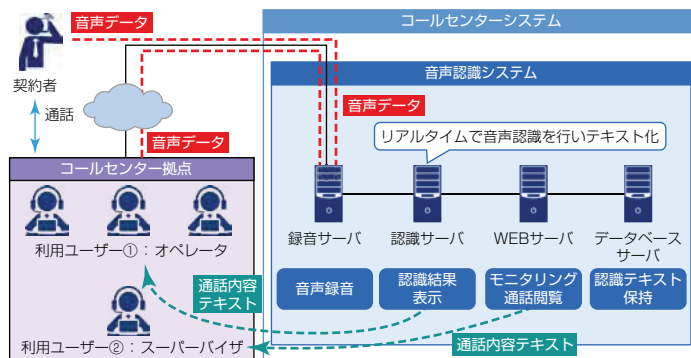 コールセンターシステム
音声データ
音声認識システム
契約者
通話
音声データ
音声データ
リアルタイムで音声認識を行いテキスト化
コールセンター拠点
利用ユーザー①：オペレータ
録音サーバ
認識サーバ
WEBサーバ
データベース
サーバ
通話内容
テキスト
音声録音
認識結果
表示
モニタリング
通話閲覧
認識テキスト
保持
利用ユーザー②：スーパーバイザ
通話内容テキスト